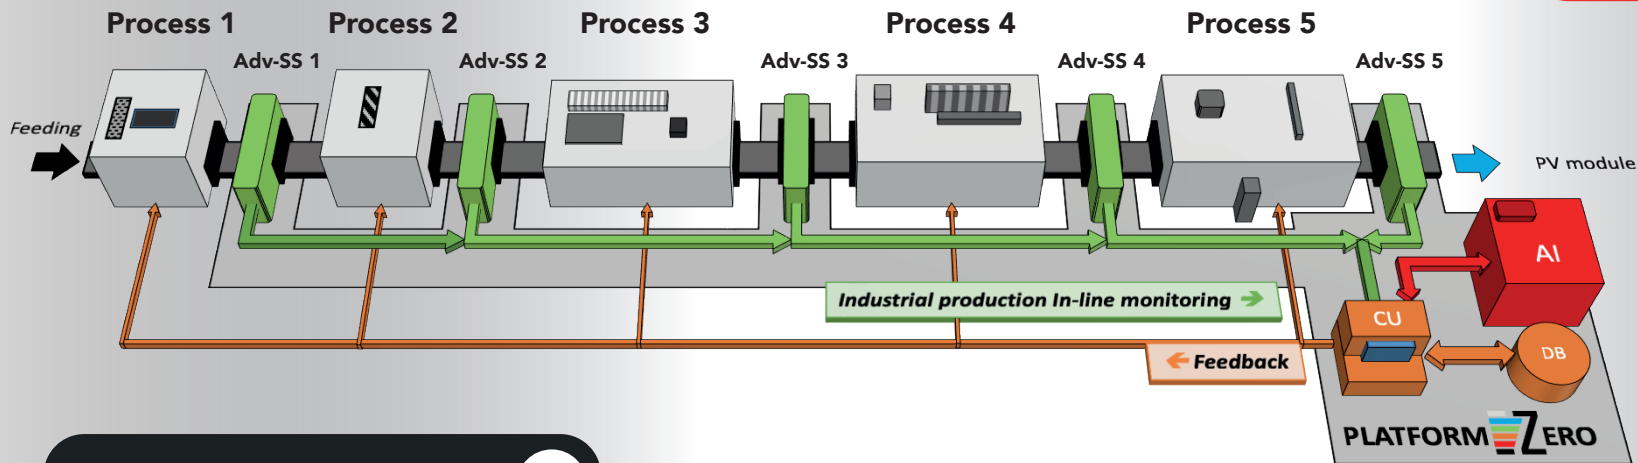 Process 1
Process 2
Process 3
Process 4
Process 5
Adv-SS 1
Adv-SS 2
Adv-SS 3
Adv-SS 4
Adv-SS 5
Feeding
PV module
AI
Industrial production In-line monitoring
CU
Feedback
DB
PLATFORM ZERO